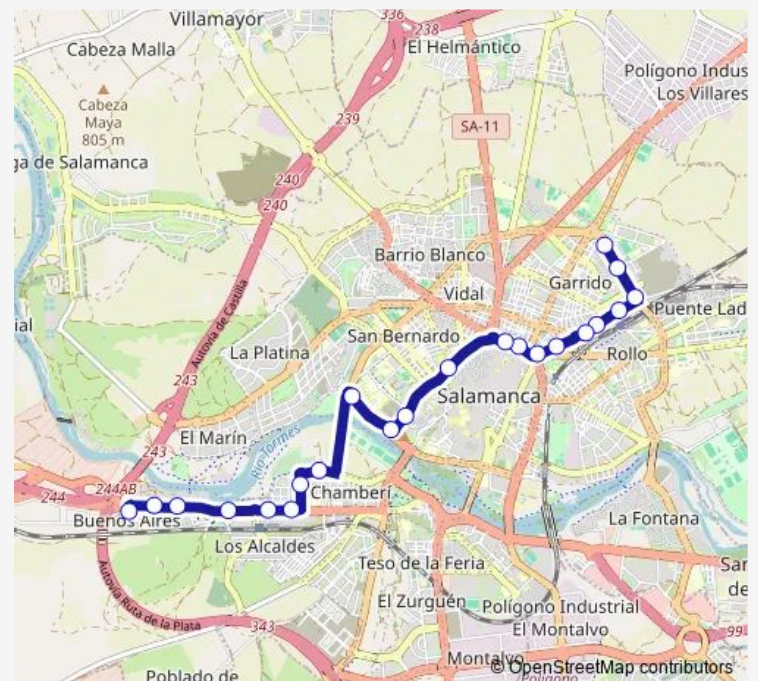 Villamayor
336
238
El Helmántico
Cabeza Malla
Polígono Indus
Los Villares
Cabeza
Maya
805 m
239
SA-11
ga de Salamanca
240
240
Barrio Blanco
Garrido
Vidal
Autovía de Castilla
ial
Puente Lad
San Bernardo
La Platina
Rollo
243
Salamanca
El Marín
Río Tormes
243
244
244AB
Chamberí
Buenos Aires
La Fontana
Los Alcaldes
Teso de la Feria
San
de
Autovía Ruta de la Plata
El Zurguén
Polígono Industrial
El Montalvo
343
99
Montalvo
Polígono
Poblado de
© OpenStreetMap contributors